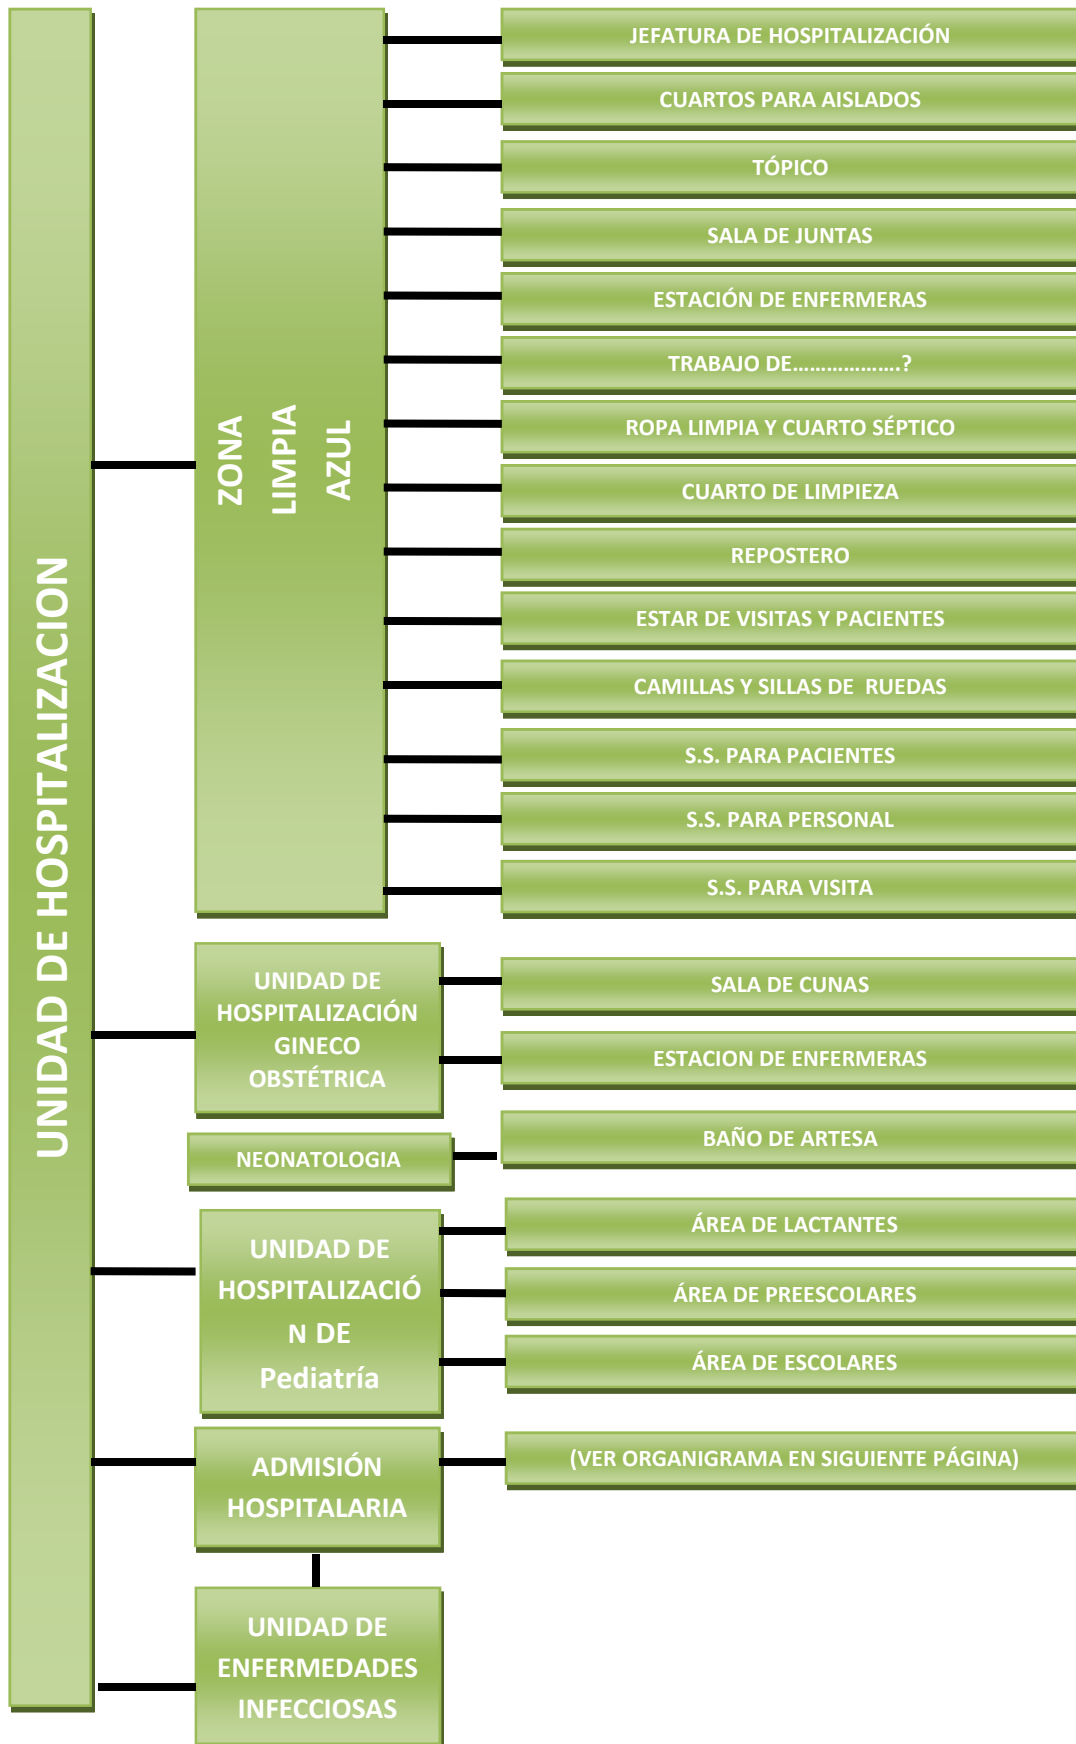 UNIDAD DE HOSPITALIZACION
ZONA
LIMPIA
AZUL
JEFATURA DE HOSPITALIZACIÓN
CUARTOS PARA AISLADOS
TÓPICO
SALA DE JUNTAS
ESTACIÓN DE ENFERMERAS
TRABAJO DE………………..?
ROPA LIMPIA Y CUARTO SÉPTICO
CUARTO DE LIMPIEZA
REPOSTERO
ESTAR DE VISITAS Y PACIENTES
CAMILLAS Y SILLAS DE  RUEDAS
S.S. PARA PACIENTES
S.S. PARA PERSONAL
S.S. PARA VISITA
UNIDAD DE
HOSPITALIZACIÓN
GINECO
OBSTÉTRICA
SALA DE CUNAS
ESTACION DE ENFERMERAS
NEONATOLOGIA
BAÑO DE ARTESA
UNIDAD DE
HOSPITALIZACIÓ
N DE
Pediatría
ÁREA DE LACTANTES
ÁREA DE PREESCOLARES
ÁREA DE ESCOLARES
ADMISIÓN
HOSPITALARIA
(VER ORGANIGRAMA EN SIGUIENTE PÁGINA)
UNIDAD DE
ENFERMEDADES
INFECCIOSAS